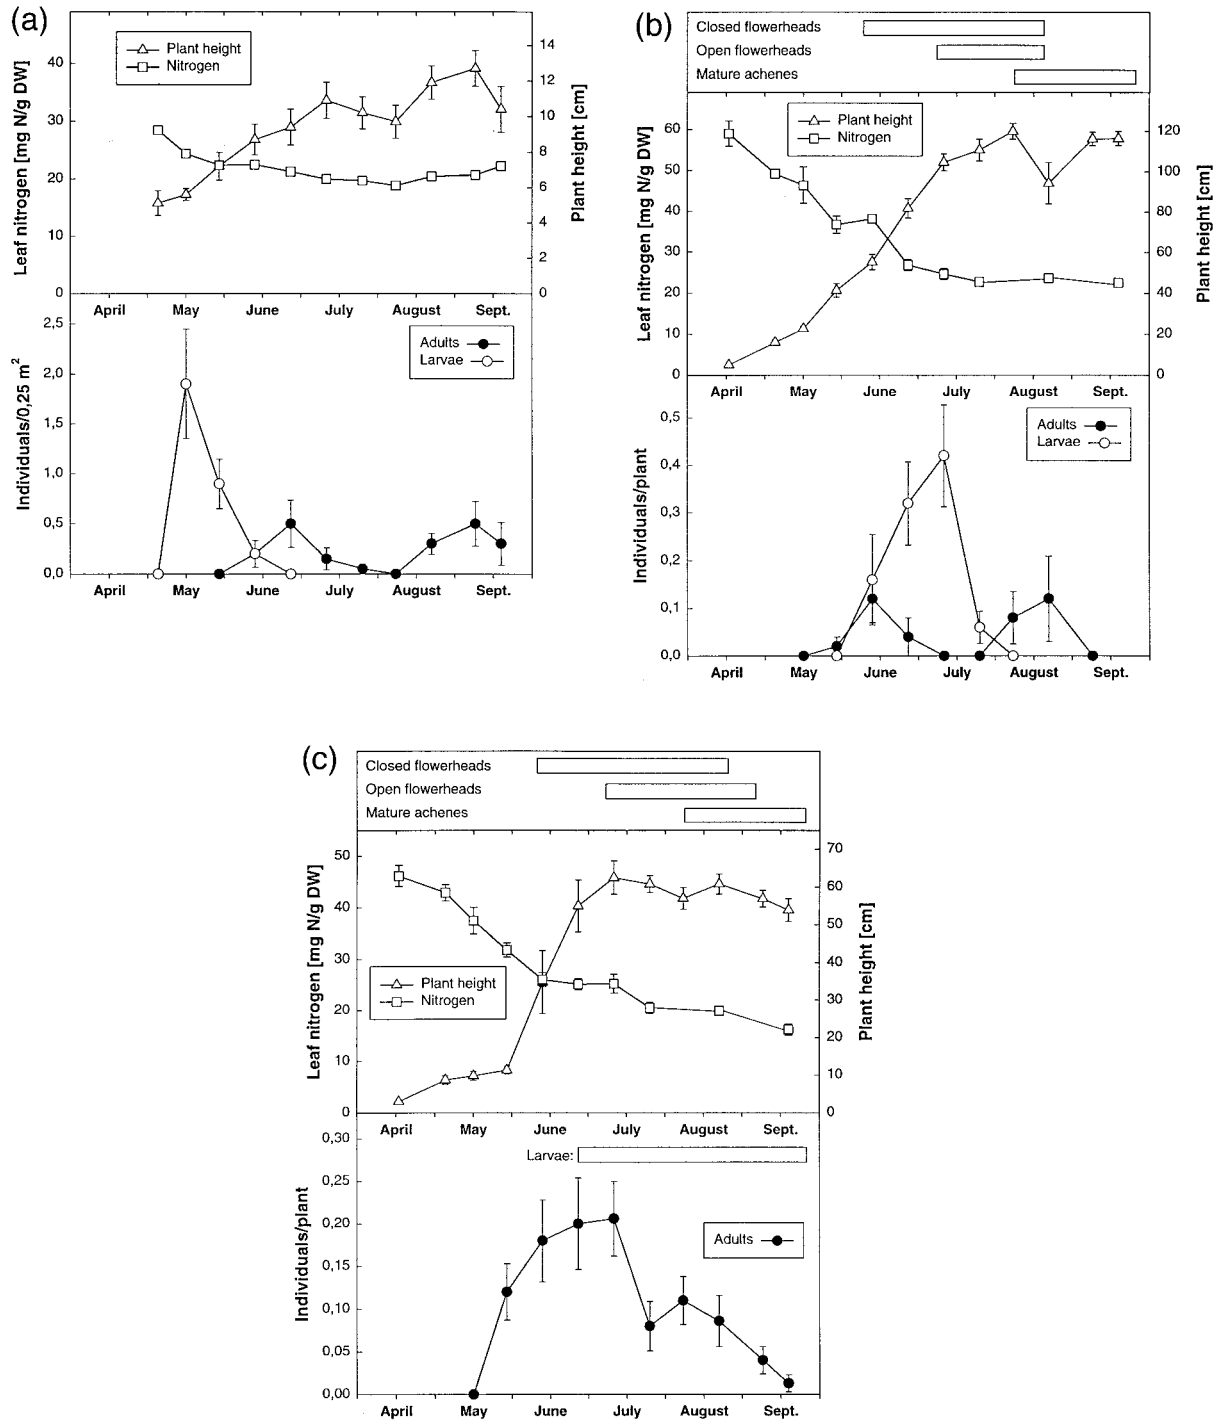 (a)
Plant height
Nitrogen
Leaf nitrogen [mg N/g DW]
40
30
20
10
0
14
12
10
8
6
4
2
0
Plant height [cm]
April May June July August Sept.
Adults
Larvae
Individuals/0,25 m²
2,5
2,0
1,5
1,0
0,5
0,0
April May June July August Sept.
(b)
Closed flowerheads
Open flowerheads
Mature achenes
Plant height
Nitrogen
Leaf nitrogen [mg N/g DW]
60
50
40
30
20
10
0
120
100
80
60
40
20
0
Plant height [cm]
April May June July August Sept.
Adults
Larvae
Individuals/plant
0,5
0,4
0,3
0,2
0,1
0,0
April May June July August Sept.
(c)
Closed flowerheads
Open flowerheads
Mature achenes
Leaf nitrogen [mg N/g DW]
50
40
30
20
10
0
Plant height
Nitrogen
70
60
50
40
30
20
10
0
Plant height [cm]
April May June July August Sept.
Larvae:
Adults
Individuals/plant
0,30
0,25
0,20
0,15
0,10
0,05
0,00
April May June July August Sept.